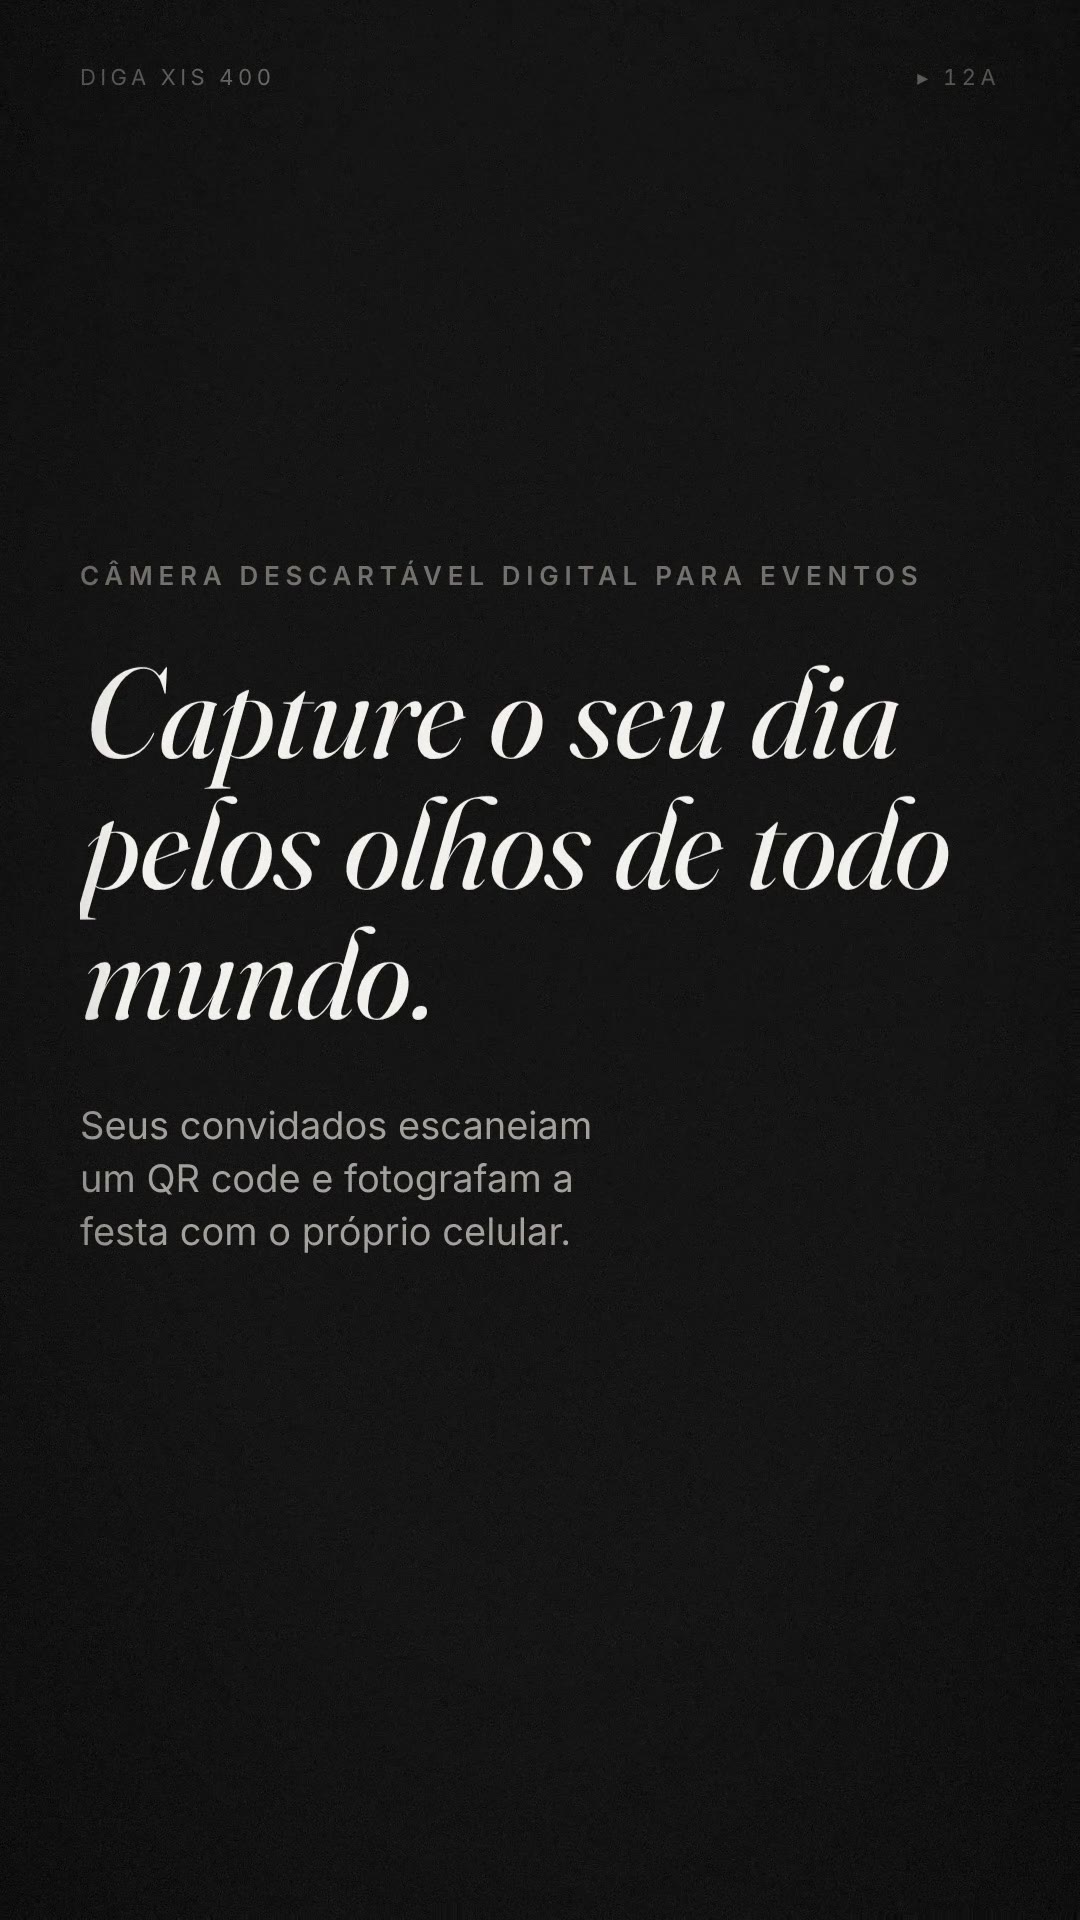 DIGA XIS 400
▸ 12A
CÂMERA DESCARTÁVEL DIGITAL PARA EVENTOS
Capture o seu dia
pelos olhos de todo
mundo.
Seus convidados escaneiam
um QR code e fotografam a
festa com o próprio celular.